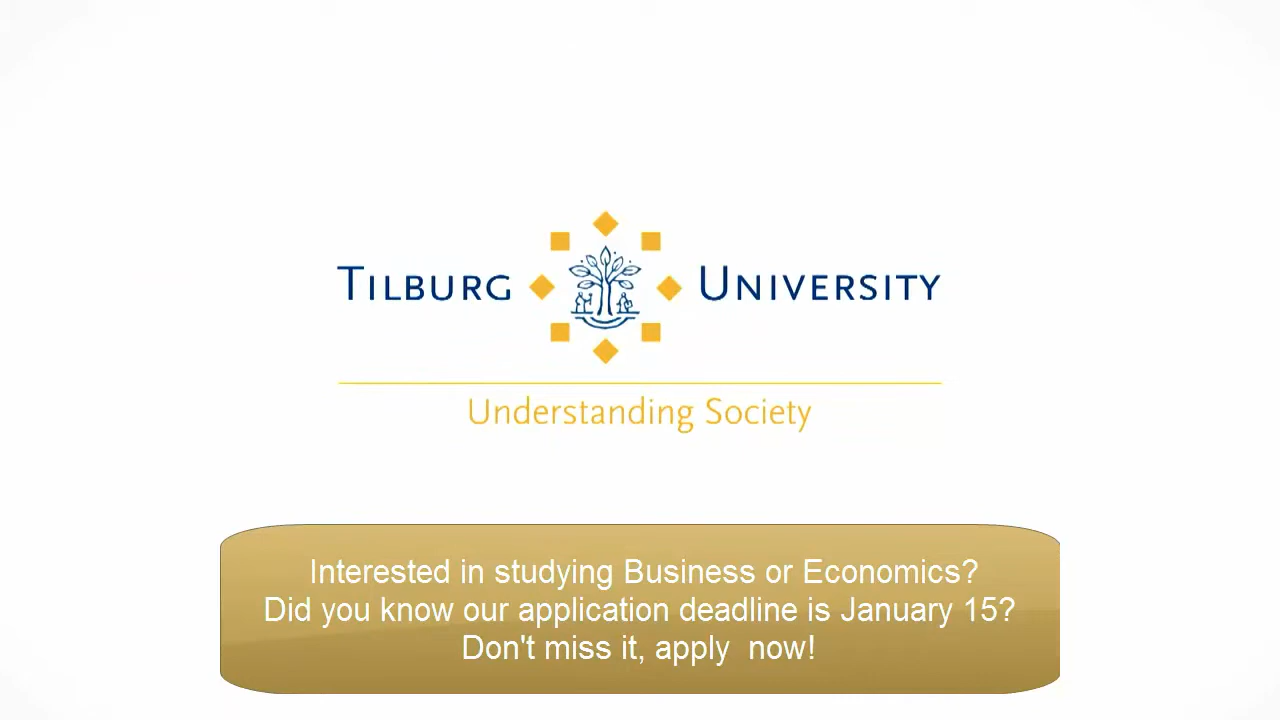 TILBURG UNIVERSITY
Understanding Society
Interested in studying Business or Economics?
Did you know our application deadline is January 15?
Don't miss it, apply  now!